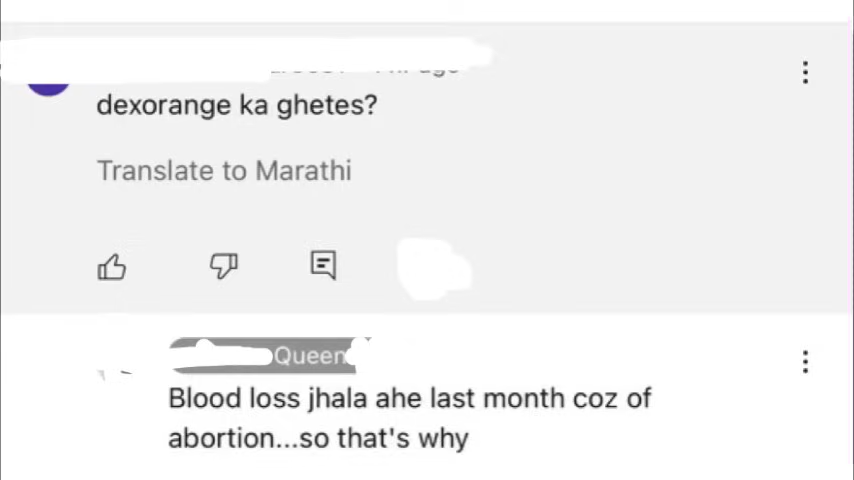 dexorange ka ghetes?
Translate to Marathi
Queen
Blood loss jhala ahe last month coz of
abortion...so that's why